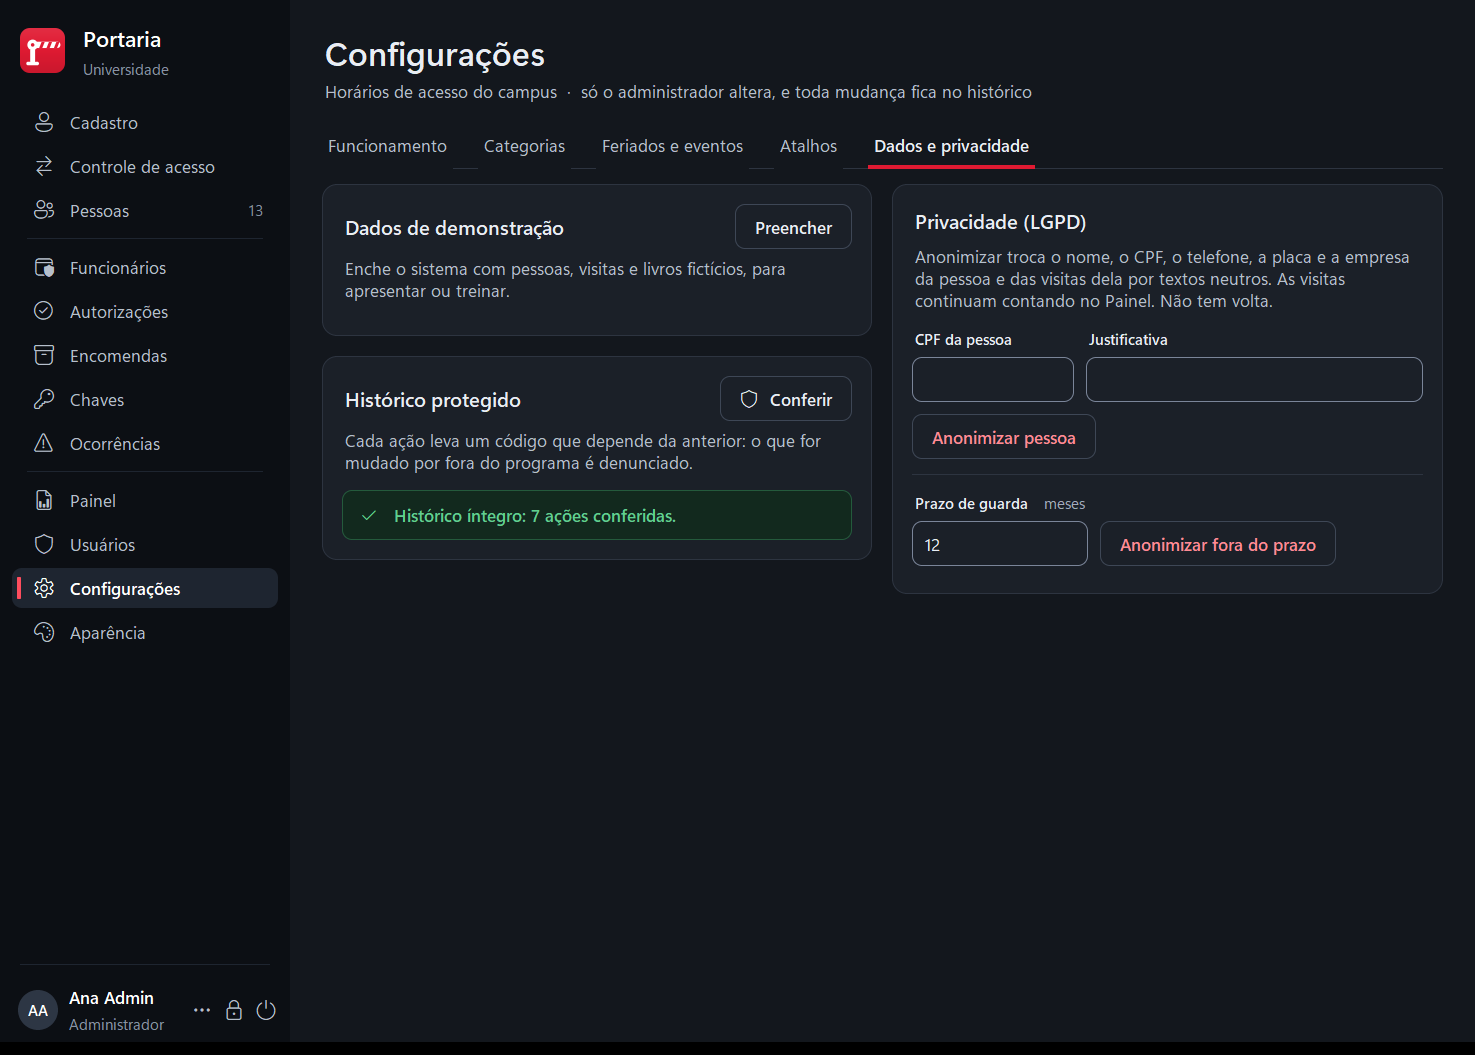 Portaria
Universidade
Cadastro
Controle de acesso
Pessoas 13
Funcionários
Autorizações
Encomendas
Chaves
Ocorrências
Painel
Usuários
Configurações
Aparência
AA
Ana Admin
Administrador
Configurações
Horários de acesso do campus · só o administrador altera, e toda mudança fica no histórico
Funcionamento Categorias Feriados e eventos Atalhos Dados e privacidade
Dados de demonstração
Preencher
Enche o sistema com pessoas, visitas e livros fictícios, para
apresentar ou treinar.
Histórico protegido
Conferir
Cada ação leva um código que depende da anterior: o que for
mudado por fora do programa é denunciado.
Histórico íntegro: 7 ações conferidas.
Privacidade (LGPD)
Anonimizar troca o nome, o CPF, o telefone, a placa e a empresa
da pessoa e das visitas dela por textos neutros. As visitas
continuam contando no Painel. Não tem volta.
CPF da pessoa Justificativa
Anonimizar pessoa
Prazo de guarda meses
12
Anonimizar fora do prazo